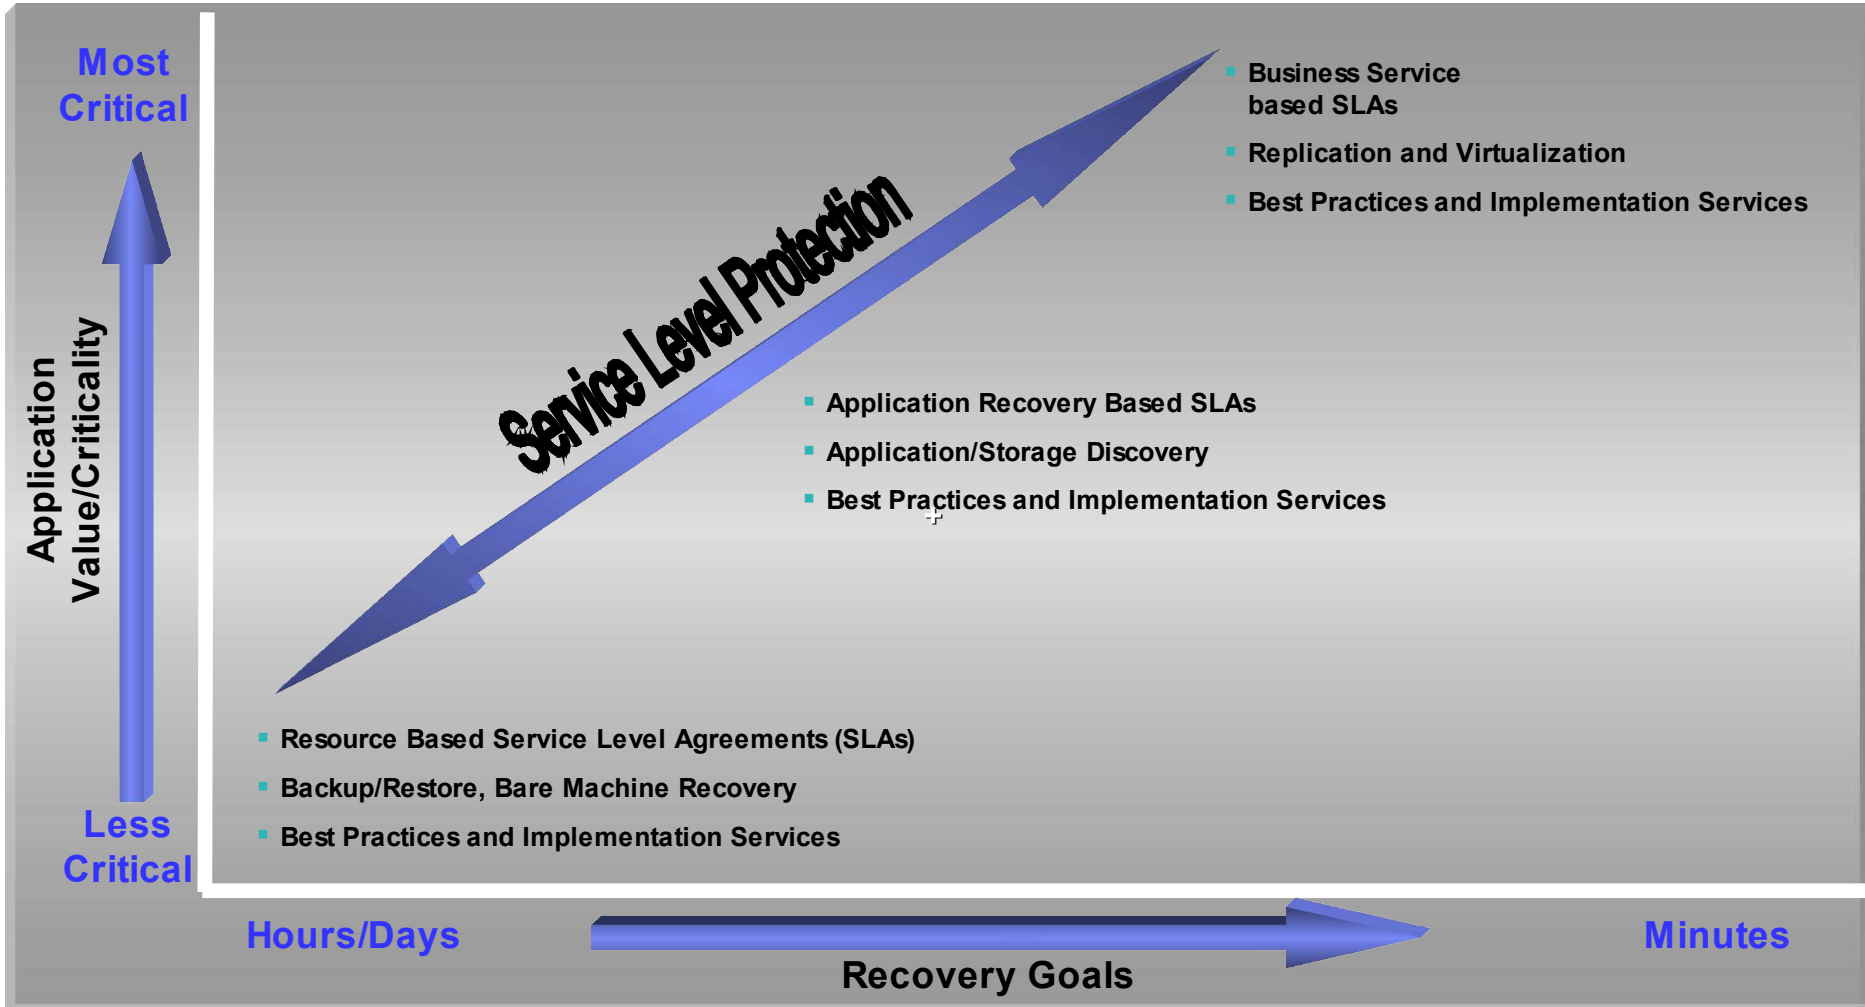 Most
Critical
Application
Value/Criticality
Less
Critical
Service Level Protection
Business Service
based SLAs
Replication and Virtualization
Best Practices and Implementation Services
Application Recovery Based SLAs
Application/Storage Discovery
Best Practices and Implementation Services
Resource Based Service Level Agreements (SLAs)
Backup/Restore, Bare Machine Recovery
Best Practices and Implementation Services
Hours/Days
Minutes
Recovery Goals